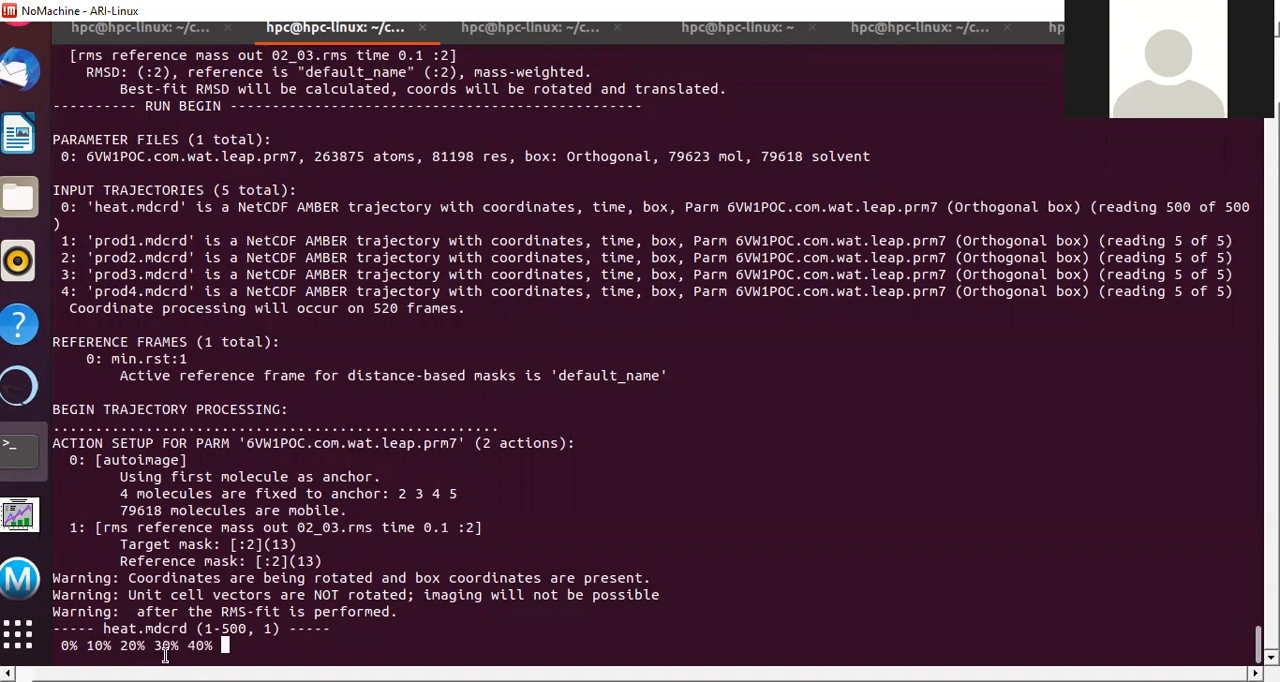 NoMachine - ARI-Linux
hpc@hpc-linux: ~/c... hpc@hpc-linux: ~/c... hpc@hpc-linux: ~/c... hpc@hpc-linux: ~ hpc@hpc-linux: ~/c...
[rms reference mass out 02_03.rms time 0.1 :2]
RMSD: (:2), reference is "default_name" (:2), mass-weighted.
Best-fit RMSD will be calculated, coords will be rotated and translated.
---------- RUN BEGIN -------------------------------------------------
PARAMETER FILES (1 total):
0: 6VW1POC.com.wat.leap.prm7, 263875 atoms, 81198 res, box: Orthogonal, 79623 mol, 79618 solvent
INPUT TRAJECTORIES (5 total):
0: 'heat.mdcrd' is a NetCDF AMBER trajectory with coordinates, time, box, Parm 6VW1POC.com.wat.leap.prm7 (Orthogonal box) (reading 500 of 500
)
1: 'prod1.mdcrd' is a NetCDF AMBER trajectory with coordinates, time, box, Parm 6VW1POC.com.wat.leap.prm7 (Orthogonal box) (reading 5 of 5)
2: 'prod2.mdcrd' is a NetCDF AMBER trajectory with coordinates, time, box, Parm 6VW1POC.com.wat.leap.prm7 (Orthogonal box) (reading 5 of 5)
3: 'prod3.mdcrd' is a NetCDF AMBER trajectory with coordinates, time, box, Parm 6VW1POC.com.wat.leap.prm7 (Orthogonal box) (reading 5 of 5)
4: 'prod4.mdcrd' is a NetCDF AMBER trajectory with coordinates, time, box, Parm 6VW1POC.com.wat.leap.prm7 (Orthogonal box) (reading 5 of 5)
Coordinate processing will occur on 520 frames.
REFERENCE FRAMES (1 total):
0: min.rst:1
Active reference frame for distance-based masks is 'default_name'
BEGIN TRAJECTORY PROCESSING:
.....................................................
ACTION SETUP FOR PARM '6VW1POC.com.wat.leap.prm7' (2 actions):
0: [autoimage]
Using first molecule as anchor.
4 molecules are fixed to anchor: 2 3 4 5
79618 molecules are mobile.
1: [rms reference mass out 02_03.rms time 0.1 :2]
Target mask: [:2](13)
Reference mask: [:2](13)
Warning: Coordinates are being rotated and box coordinates are present.
Warning: Unit cell vectors are NOT rotated; imaging will not be possible
Warning:  after the RMS-fit is performed.
----- heat.mdcrd (1-500, 1) -----
0% 10% 20% 30% 40%